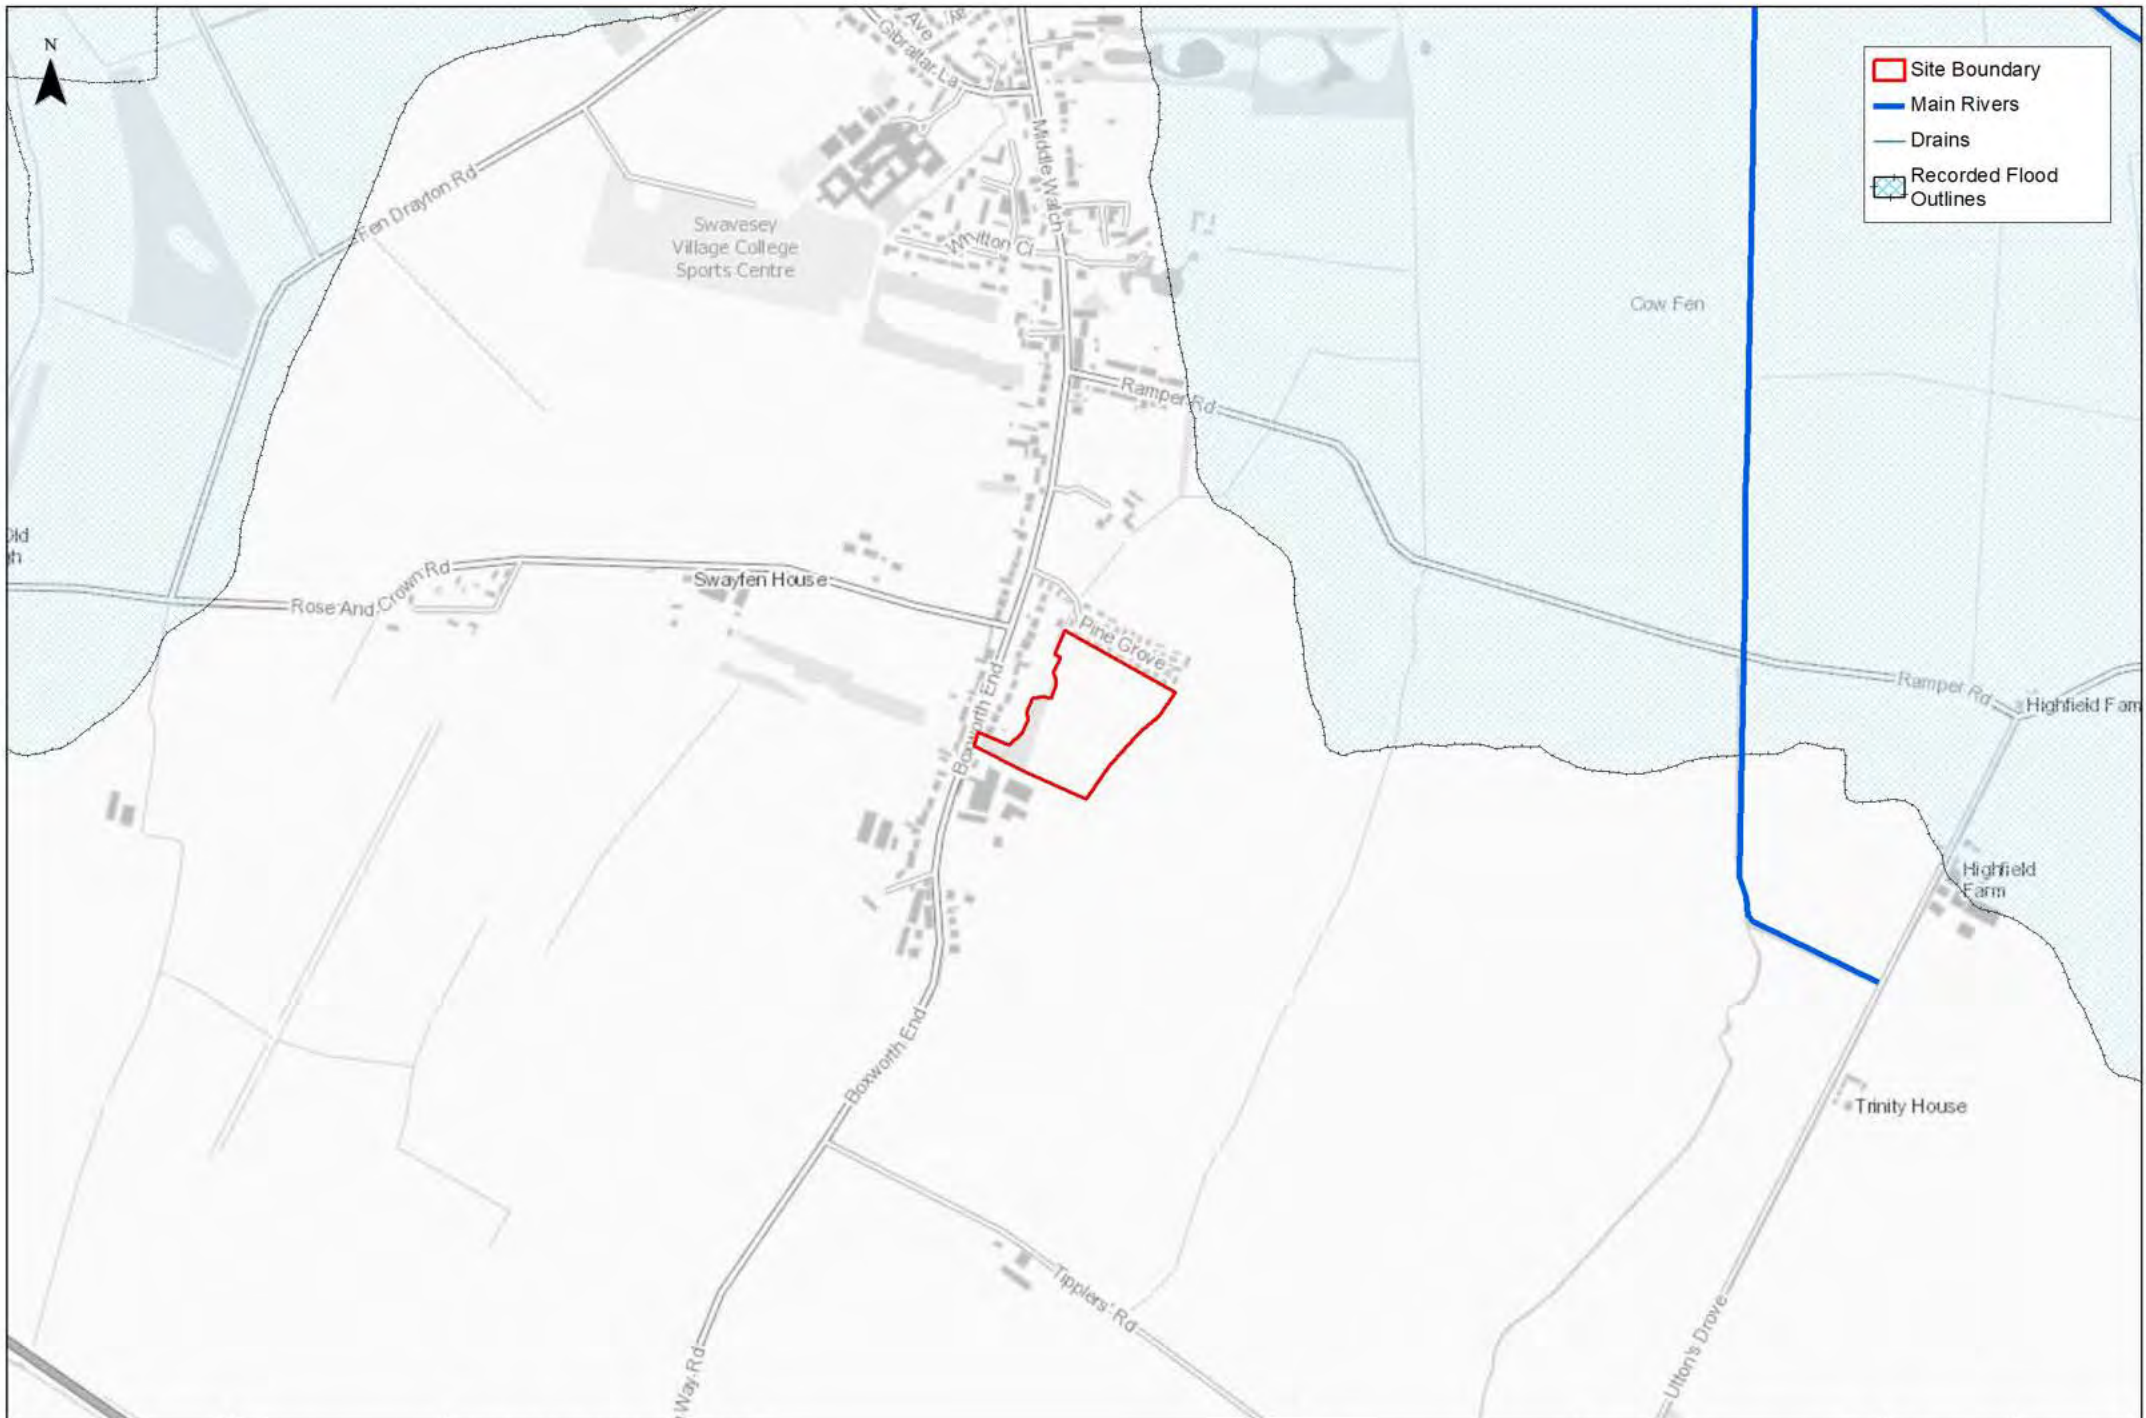 N
Ave
Gibraltar La
Middle Watch
Site Boundary
Main Rivers
Drains
Recorded Flood
Outlines
Fen Drayton Rd
Swavesey
Village College
Sports Centre
Whitton Cl
Cow Fen
Ramper Rd
Old
Rose And Crown Rd
Swayfen House
Pine Grove
Boxworth End
Ramper Rd
Highfield Farm
Highfield
Farm
Boxworth End
Trinity House
Tipplers' Rd
Utton's Drove
Way Rd